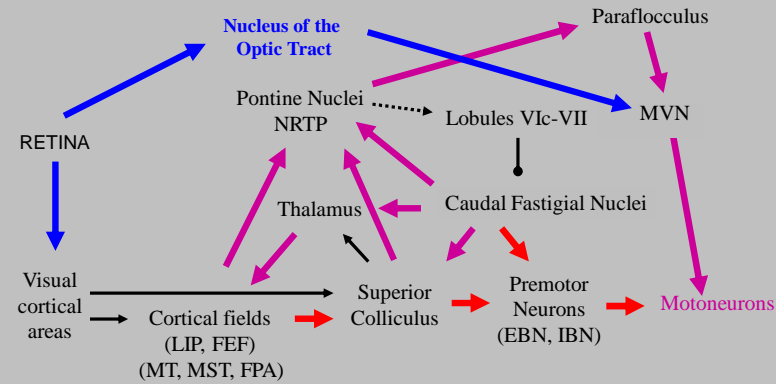 Paraflocculus
Nucleus of the
Optic Tract
Pontine Nuclei
NRTP
Lobules VIc-VII
MVN
RETINA
Thalamus
Caudal Fastigial Nuclei
Visual
cortical
areas
Cortical fields
(LIP, FEF)
(MT, MST, FPA)
Superior
Colliculus
Premotor
Neurons
(EBN, IBN)
Motoneurons